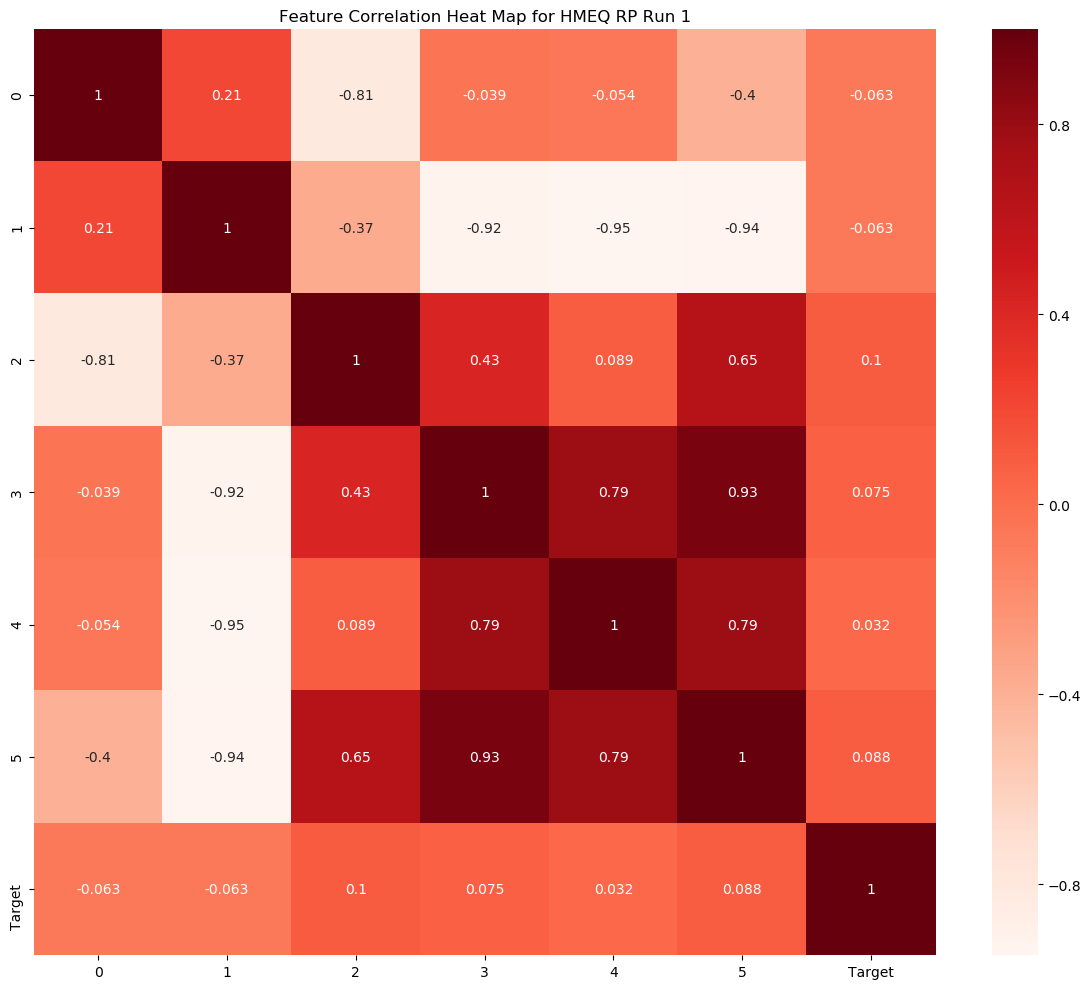 Feature Correlation Heat Map for HMEQ RP Run 1
0 1 0.21 -0.81 -0.039 -0.054 -0.4 -0.063
1 0.21 1 -0.37 -0.92 -0.95 -0.94 -0.063
2 -0.81 -0.37 1 0.43 0.089 0.65 0.1
3 -0.039 -0.92 0.43 1 0.79 0.93 0.075
4 -0.054 -0.95 0.089 0.79 1 0.79 0.032
5 -0.4 -0.94 0.65 0.93 0.79 1 0.088
Target -0.063 -0.063 0.1 0.075 0.032 0.088 1
0 1 2 3 4 5 Target
0.8
0.4
0.0
-0.4
-0.8